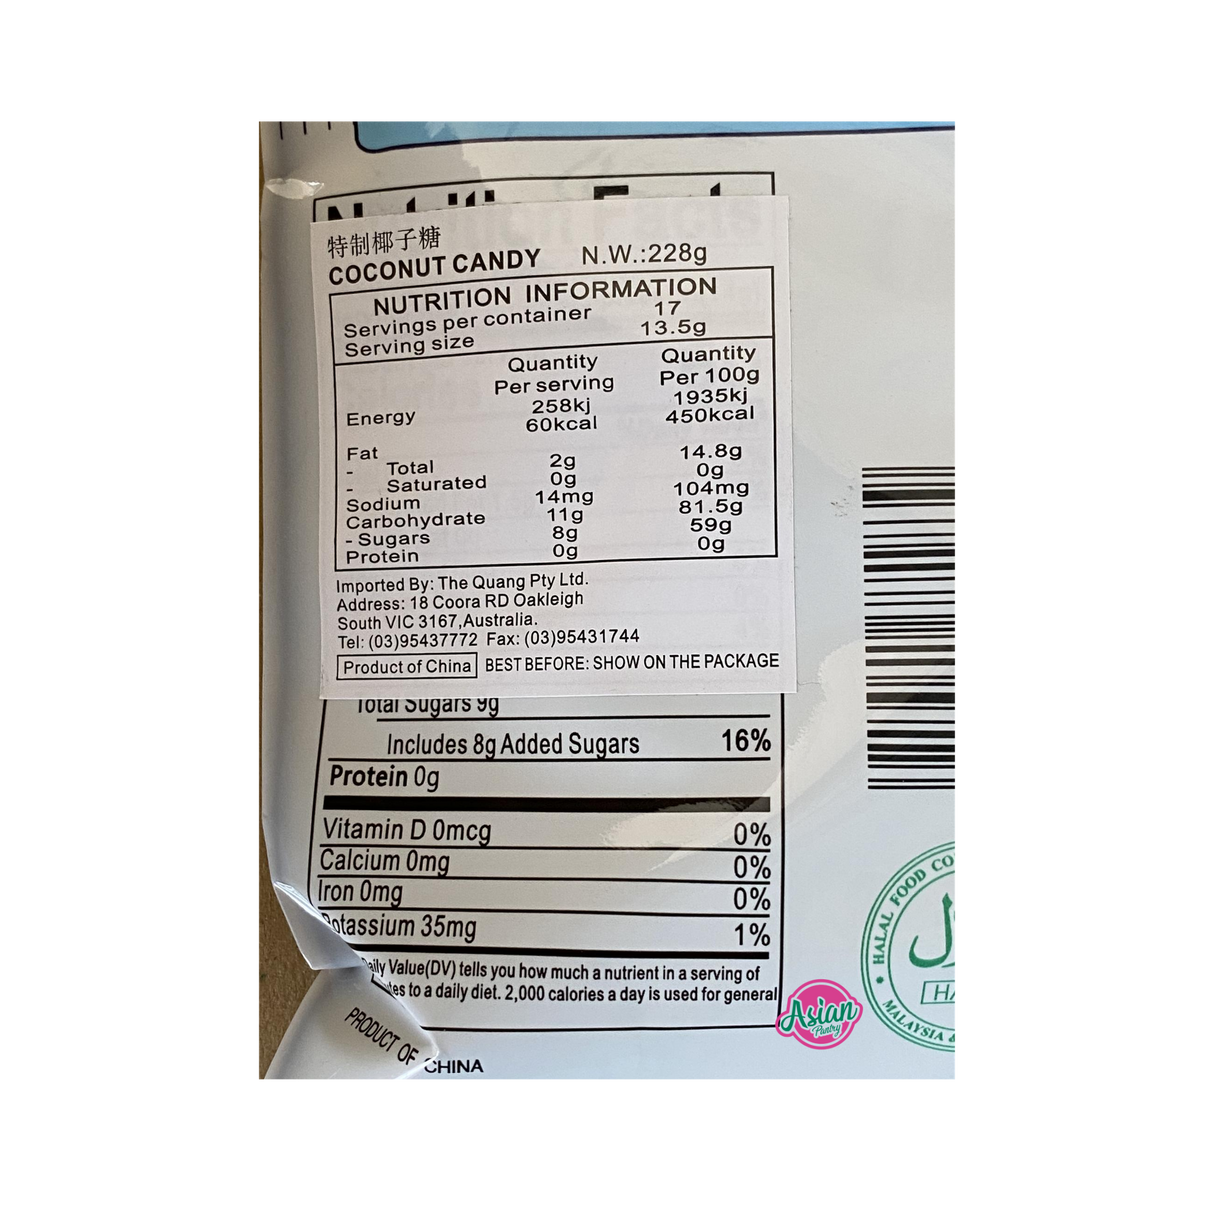 特制椰子糖
COCONUT CANDY N.W.:228g
NUTRITION INFORMATION
Servings per container 17
Serving size 13.5g
Quantity Quantity
Per serving Per 100g
Energy 258kj 1935kj
60kcal 450kcal
Fat
- Total 2g 14.8g
- Saturated 0g 0g
Sodium 14mg 104mg
Carbohydrate 11g 81.5g
- Sugars 8g 59g
Protein 0g 0g
Imported By: The Quang Pty Ltd.
Address: 18 Coora RD Oakleigh
South VIC 3167,Australia.
Tel: (03)95437772 Fax: (03)95431744
Product of China BEST BEFORE: SHOW ON THE PACKAGE
Total Sugars 9g
Includes 8g Added Sugars 16%
Protein 0g
Vitamin D 0mcg 0%
Calcium 0mg 0%
Iron 0mg 0%
Potassium 35mg 1%
Daily Value(DV) tells you how much a nutrient in a serving of
to a daily diet. 2,000 calories a day is used for general
PRODUCT OF CHINA
HALAL FOOD
MALAYSIA &
Asian
Pantry